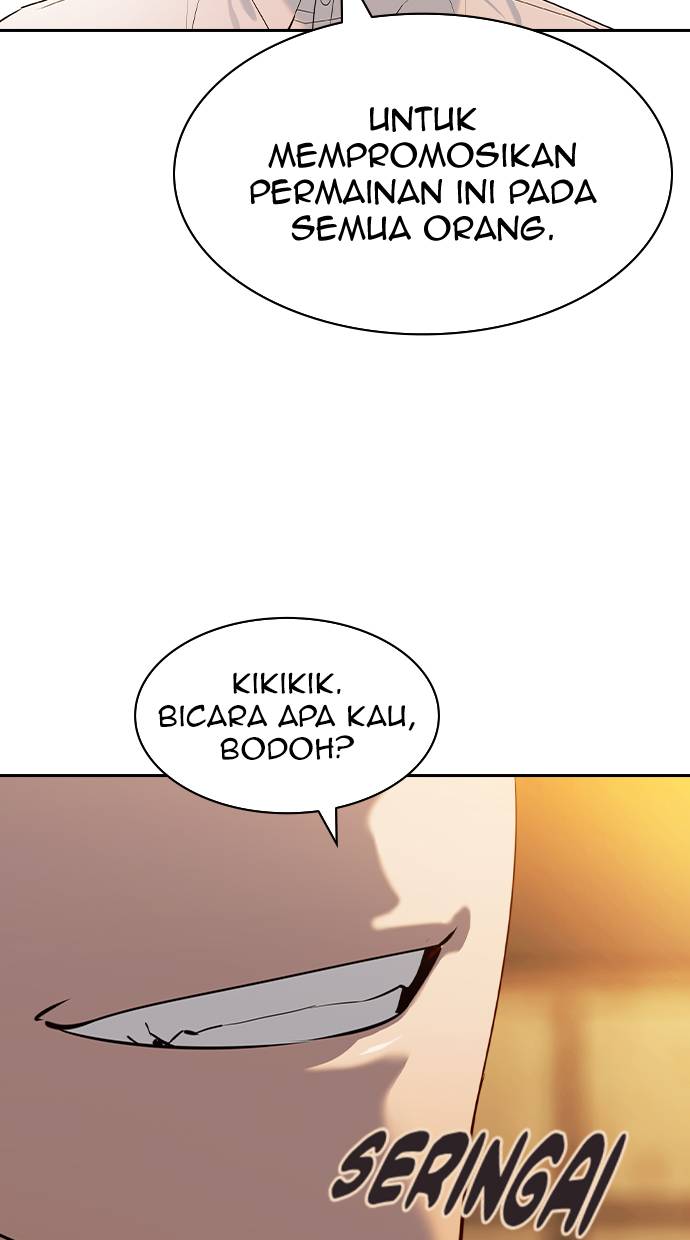 UNTUK
MEMPROMOSIKAN
PERMAINAN INI PADA
SEMUA ORANG.
KIKIKIK.
BICARA APA KAU,
BODOH?
SERINGAI